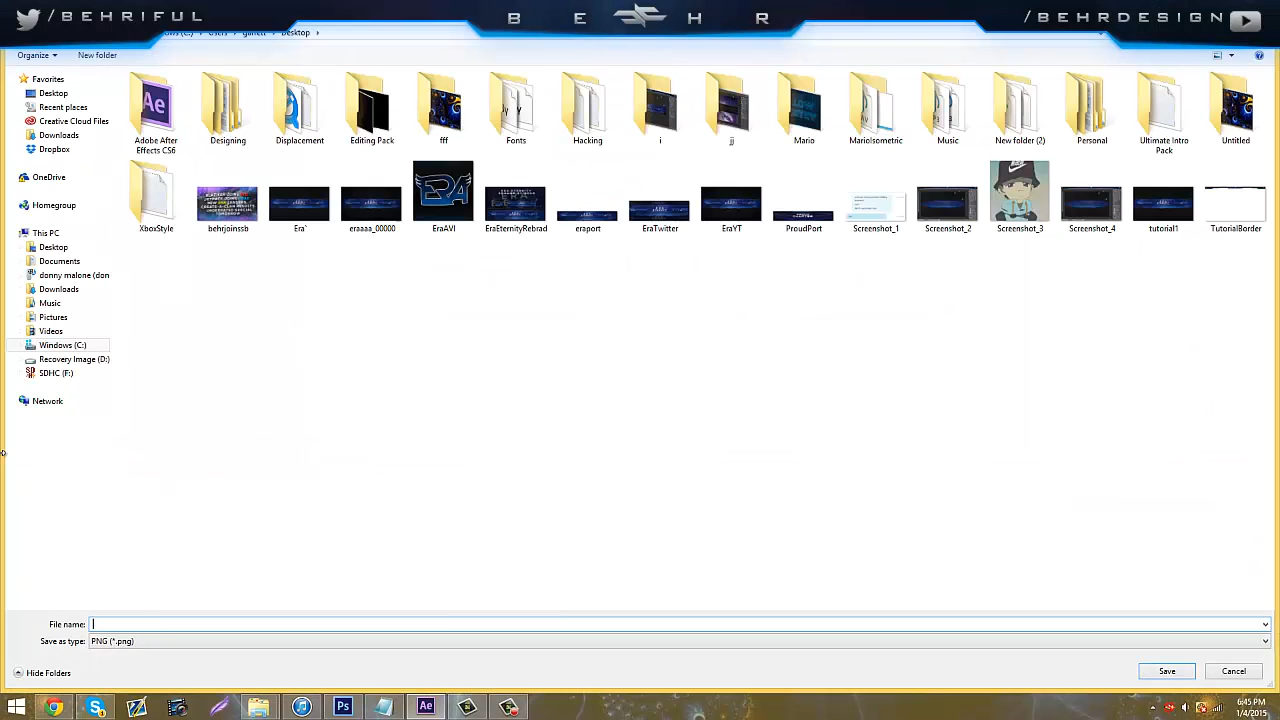 /BEHRIFUL
B E H R
/BEHRDESIGN
Desktop
Organize
New folder
Favorites
Desktop
Recent places
Creative Cloud Files
Downloads
Dropbox
OneDrive
Homegroup
This PC
Desktop
Documents
donny malone (don
Downloads
Music
Pictures
Videos
Windows (C:)
Recovery Image (D:)
SDHC (F:)
Network
Adobe After
Effects CS6
Designing
Displacement
Editing Pack
fff
Fonts
Hacking
i
jj
Mario
MarioIsometric
Music
New folder (2)
Personal
Ultimate Intro
Pack
Untitled
XboxStyle
behrjoinssb
Era`
eraaaa_00000
EraAVI
EraEternityRebrad
eraport
EraTwitter
EraYT
ProudPort
Screenshot_1
Screenshot_2
Screenshot_3
Screenshot_4
tutorial1
TutorialBorder
File name:
Save as type: PNG (*.png)
Hide Folders
Save
Cancel
6:45 PM
1/4/2015